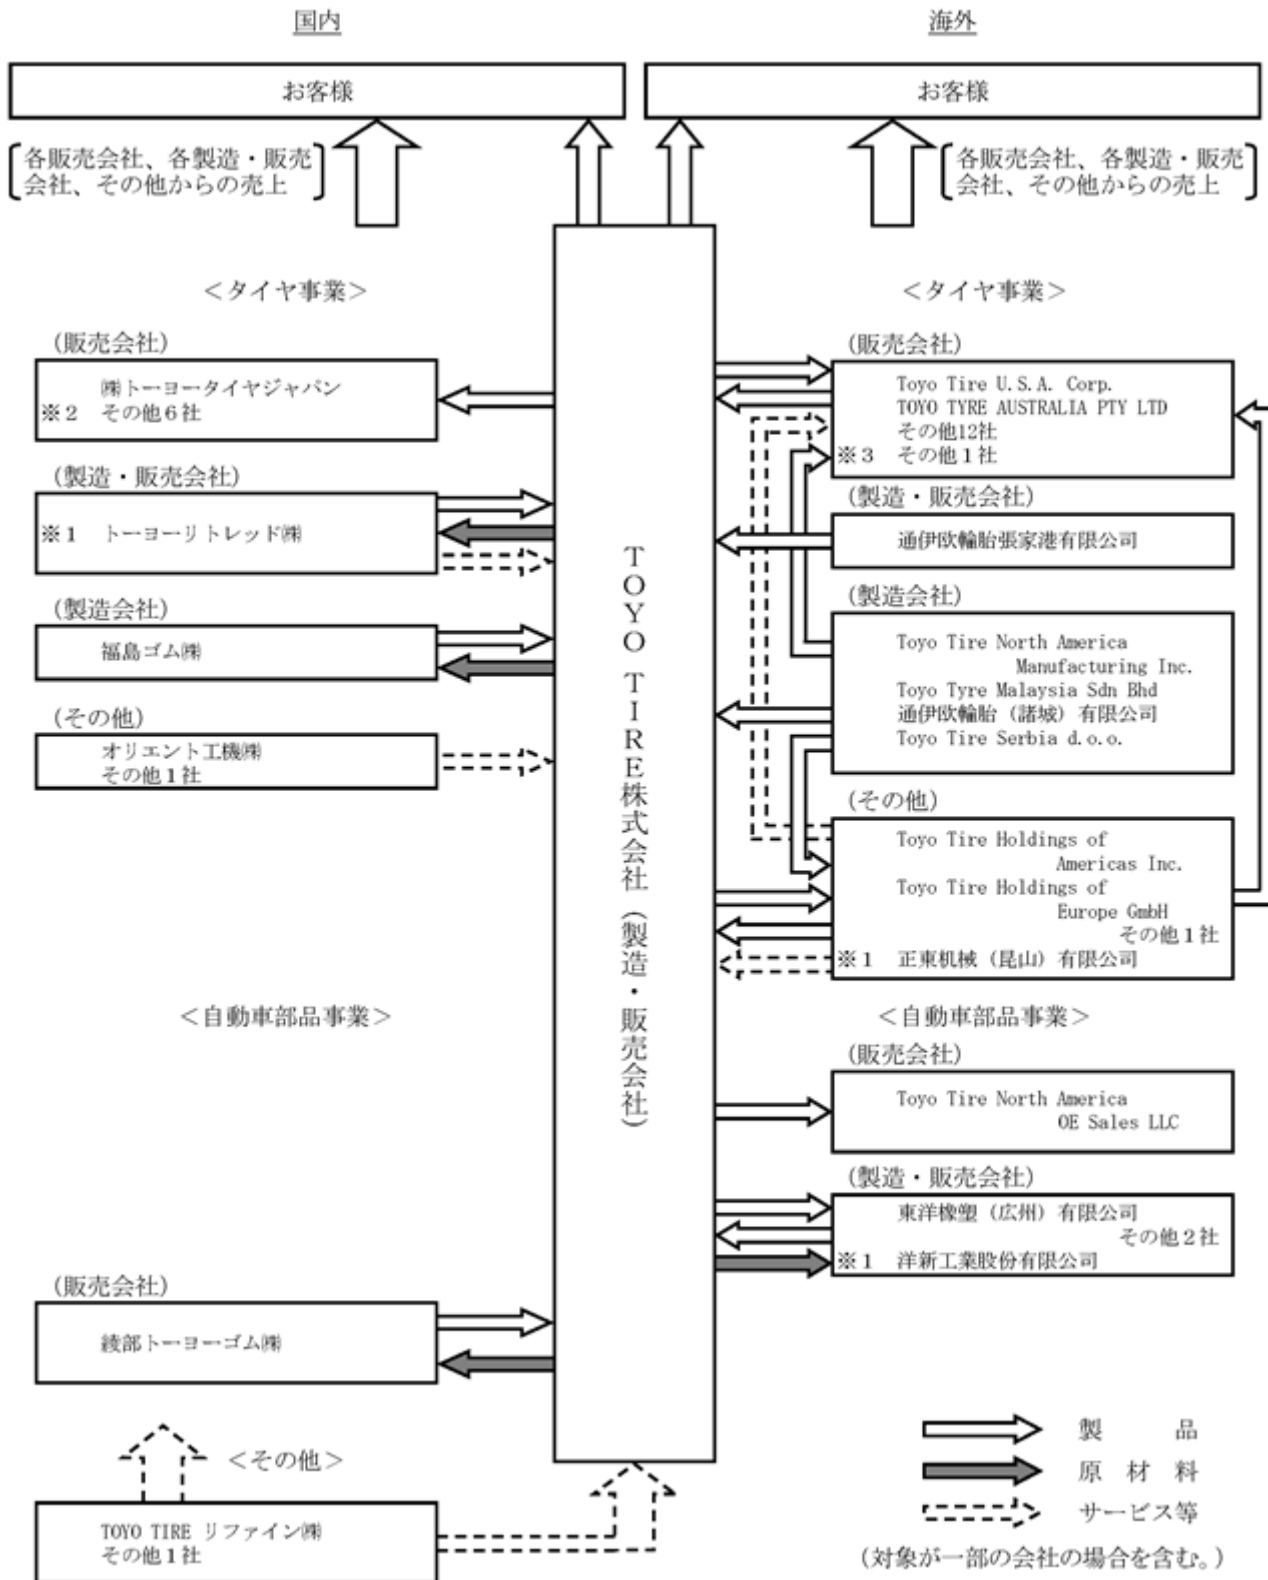 国内
海外
お客様
お客様
各販売会社、各製造・販売
会社、その他からの売上
各販売会社、各製造・販売
会社、その他からの売上
＜タイヤ事業＞
(販売会社)
㈱トーヨータイヤジャパン
※2 その他6社
(製造・販売会社)
※1 トーヨーリトレッド㈱
(製造会社)
福島ゴム㈱
(その他)
オリエント工機㈱
その他1社
＜自動車部品事業＞
(販売会社)
綾部トーヨーゴム㈱
＜その他＞
TOYO TIRE リファイン㈱
その他1社
TOYO TIRE株式会社（製造・販売会社）
＜タイヤ事業＞
(販売会社)
Toyo Tire U.S.A. Corp.
TOYO TYRE AUSTRALIA PTY LTD
その他12社
※3 その他1社
(製造・販売会社)
通伊欧輪胎張家港有限公司
(製造会社)
Toyo Tire North America
Manufacturing Inc.
Toyo Tyre Malaysia Sdn Bhd
通伊欧輪胎（諸城）有限公司
Toyo Tire Serbia d.o.o.
(その他)
Toyo Tire Holdings of
Americas Inc.
Toyo Tire Holdings of
Europe GmbH
その他1社
※1 正東机械（昆山）有限公司
＜自動車部品事業＞
(販売会社)
Toyo Tire North America
OE Sales LLC
(製造・販売会社)
東洋橡塑（広州）有限公司
その他2社
※1 洋新工業股份有限公司
製品
原材料
サービス等
(対象が一部の会社の場合を含む。)